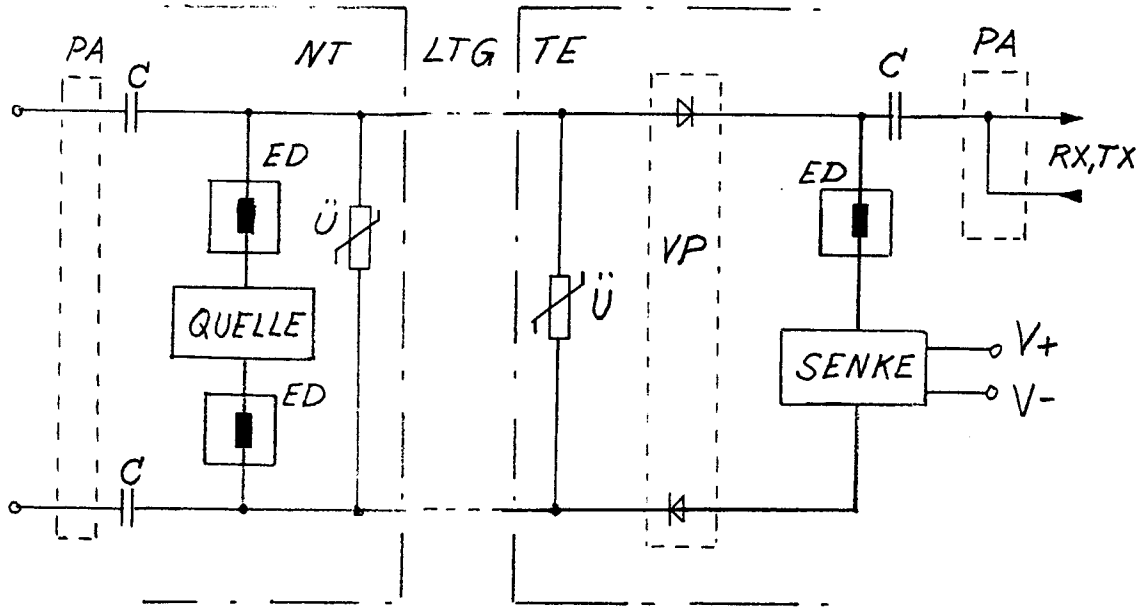 PA
C
NT
LTG
TE
C
PA
RX,TX
ED
Ü
ED
VP
Ü
QUELLE
SENKE
V+
V-
ED
C